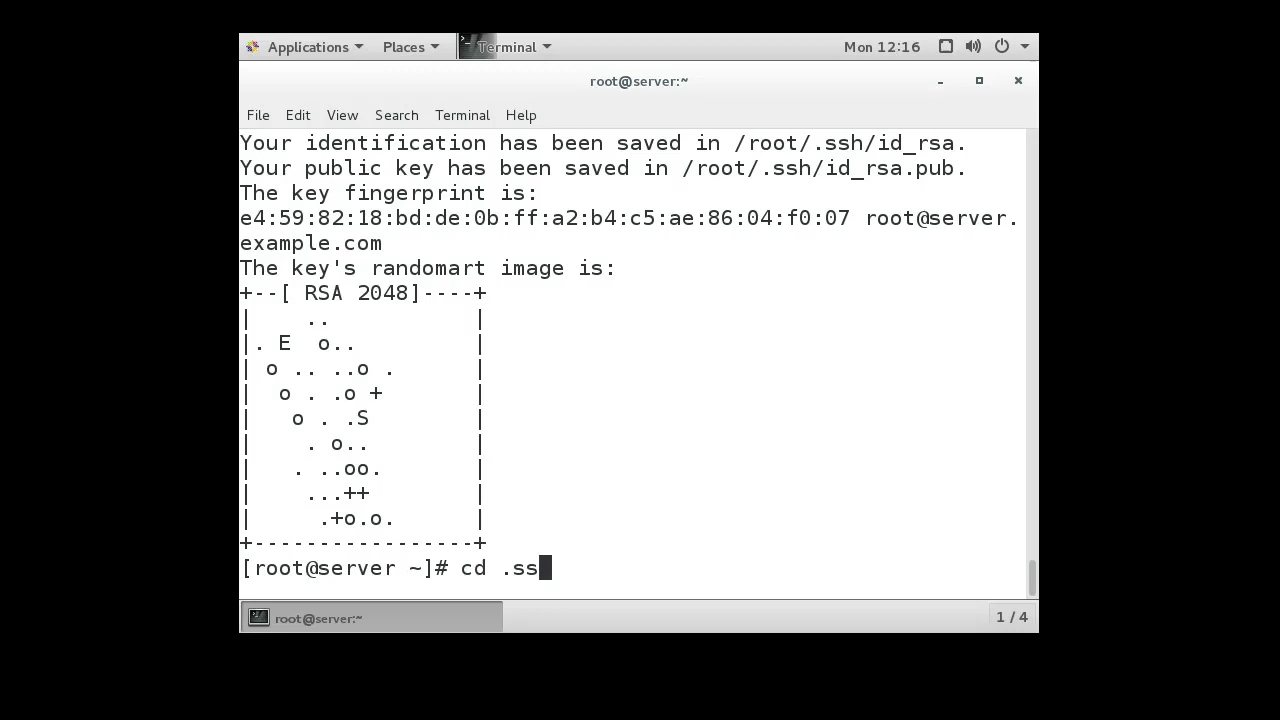 Applications Places Terminal Mon 12:16
root@server:~
File Edit View Search Terminal Help
Your identification has been saved in /root/.ssh/id_rsa.
Your public key has been saved in /root/.ssh/id_rsa.pub.
The key fingerprint is:
e4:59:82:18:bd:de:0b:ff:a2:b4:c5:ae:86:04:f0:07 root@server.
example.com
The key's randomart image is:
+--[ RSA 2048]----+
|    ..           |
|. E  o..         |
| o .. ..o .      |
|  o . .o +       |
|   o . .S        |
|    . o..        |
|   . ..oo.       |
|    ...++        |
|     .+o.o.      |
+-----------------+
[root@server ~]# cd .ss
root@server:~ 1 / 4